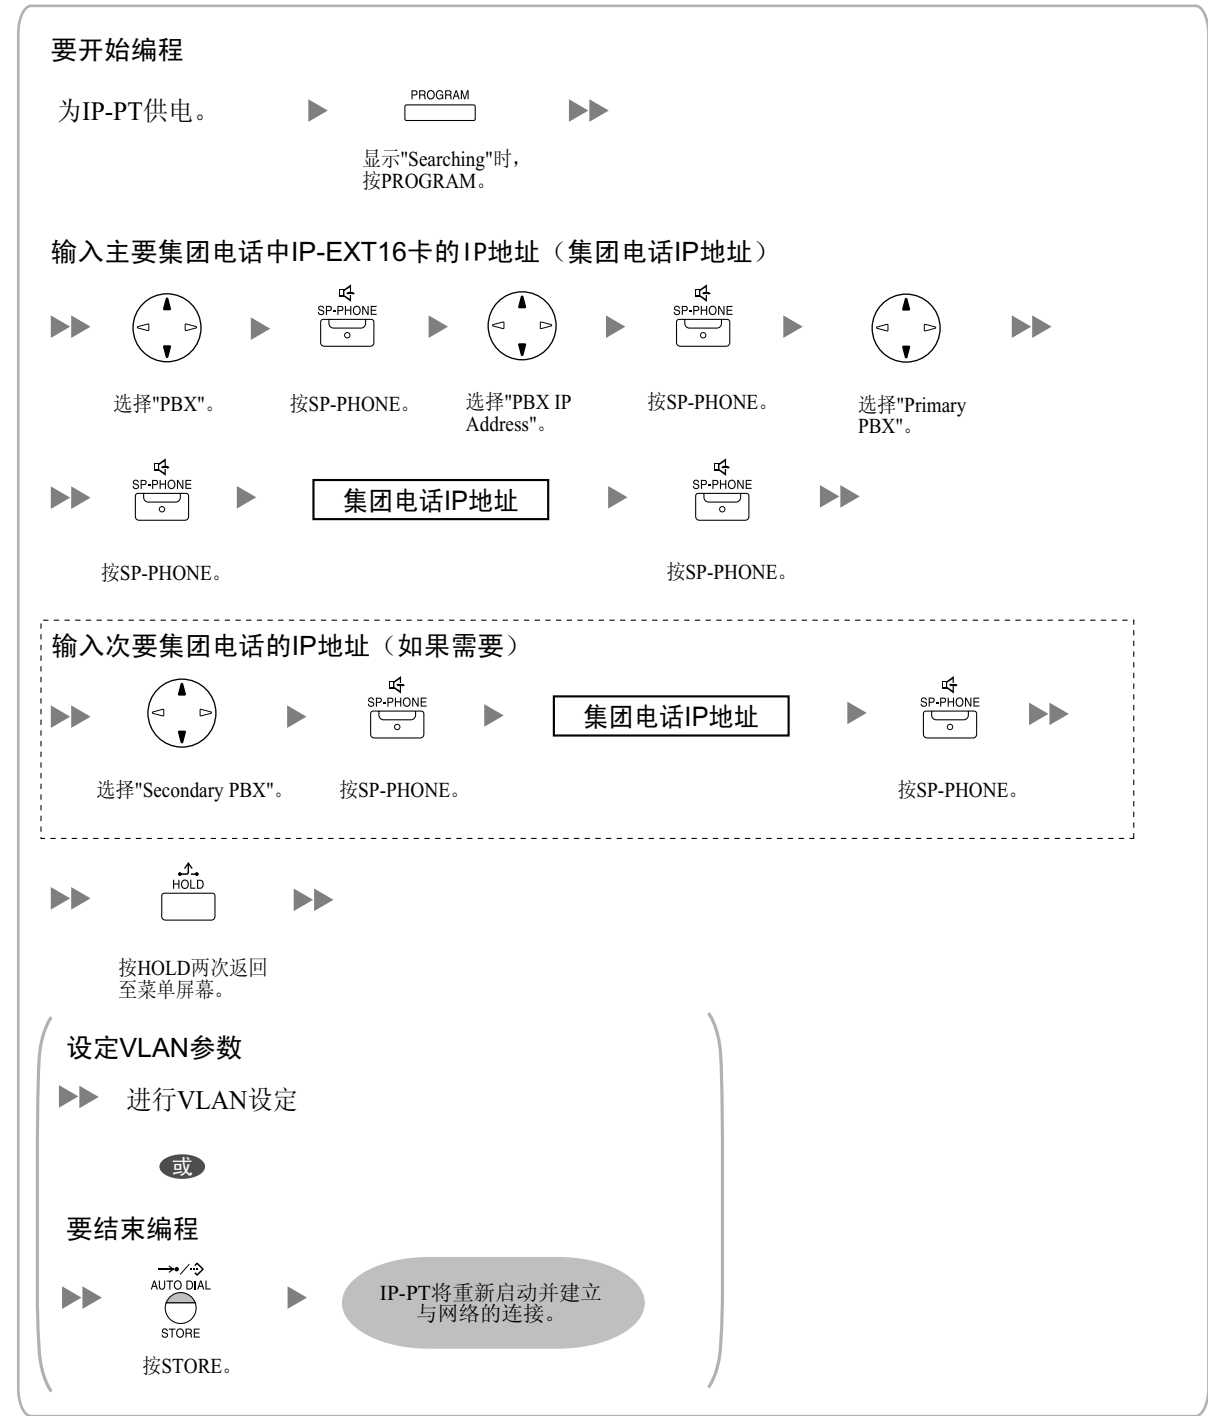 要开始编程
为IP-PT供电。
PROGRAM
显示"Searching"时，
按PROGRAM。
输入主要集团电话中IP-EXT16卡的IP地址（集团电话IP地址）
SP-PHONE
SP-PHONE
选择"PBX"。
按SP-PHONE。
选择"PBX IP
Address"。
按SP-PHONE。
选择"Primary
PBX"。
SP-PHONE
集团电话IP地址
SP-PHONE
按SP-PHONE。
按SP-PHONE。
输入次要集团电话的IP地址（如果需要）
SP-PHONE
集团电话IP地址
SP-PHONE
选择"Secondary PBX"。
按SP-PHONE。
按SP-PHONE。
HOLD
按HOLD两次返回
至菜单屏幕。
设定VLAN参数
进行VLAN设定
或
要结束编程
AUTO DIAL
STORE
按STORE。
IP-PT将重新启动并建立
与网络的连接。